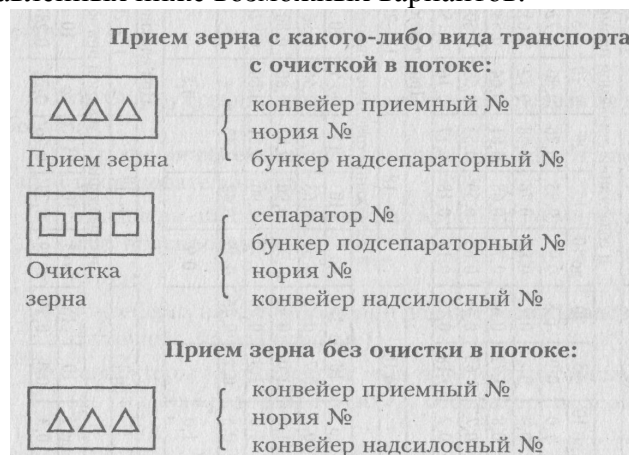 Прием зерна с какого-либо вида транспорта
с очисткой в потоке:
конвейер приемный №
нория №
бункер надсепараторный №
Прием зерна
сепаратор №
бункер подсепараторный №
нория №
конвейер надсилосный №
Очистка
зерна
Прием зерна без очистки в потоке:
конвейер приемный №
нория №
конвейер надсилосный №